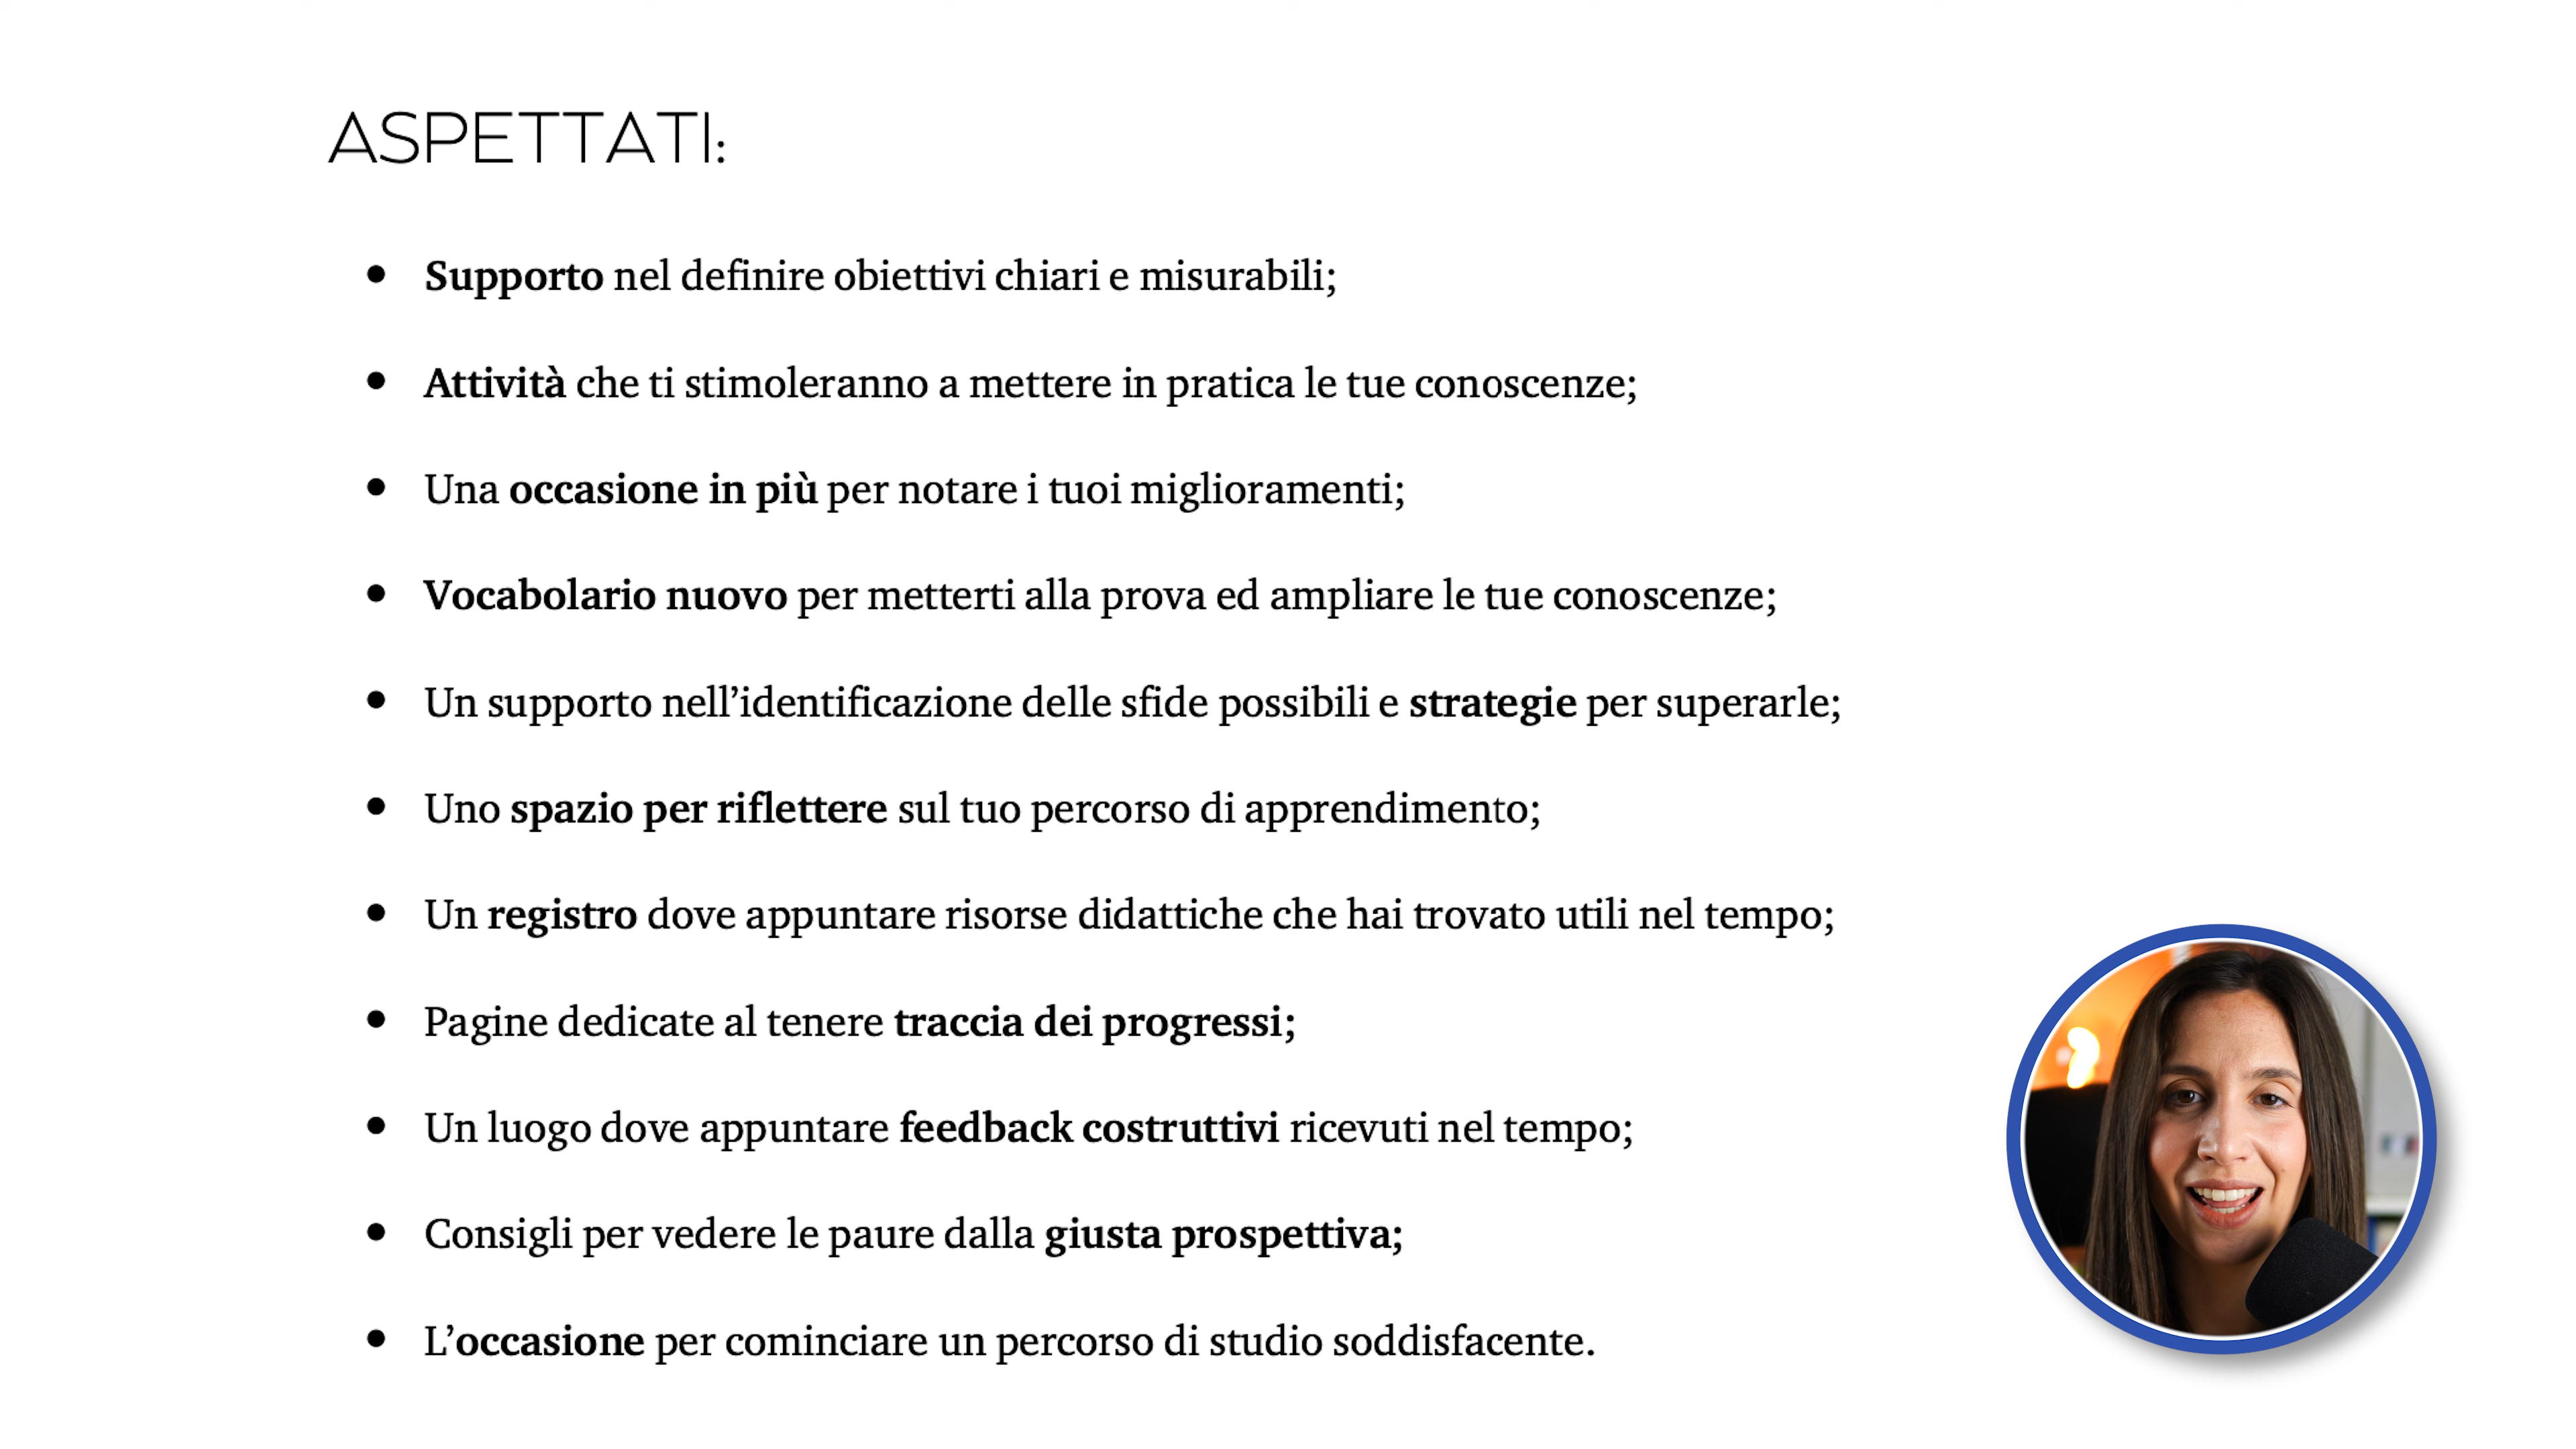 ASPETTATI:
Supporto nel definire obiettivi chiari e misurabili;
Attività che ti stimoleranno a mettere in pratica le tue conoscenze;
Una occasione in più per notare i tuoi miglioramenti;
Vocabolario nuovo per metterti alla prova ed ampliare le tue conoscenze;
Un supporto nell’identificazione delle sfide possibili e strategie per superarle;
Uno spazio per riflettere sul tuo percorso di apprendimento;
Un registro dove appuntare risorse didattiche che hai trovato utili nel tempo;
Pagine dedicate al tenere traccia dei progressi;
Un luogo dove appuntare feedback costruttivi ricevuti nel tempo;
Consigli per vedere le paure dalla giusta prospettiva;
L’occasione per cominciare un percorso di studio soddisfacente.